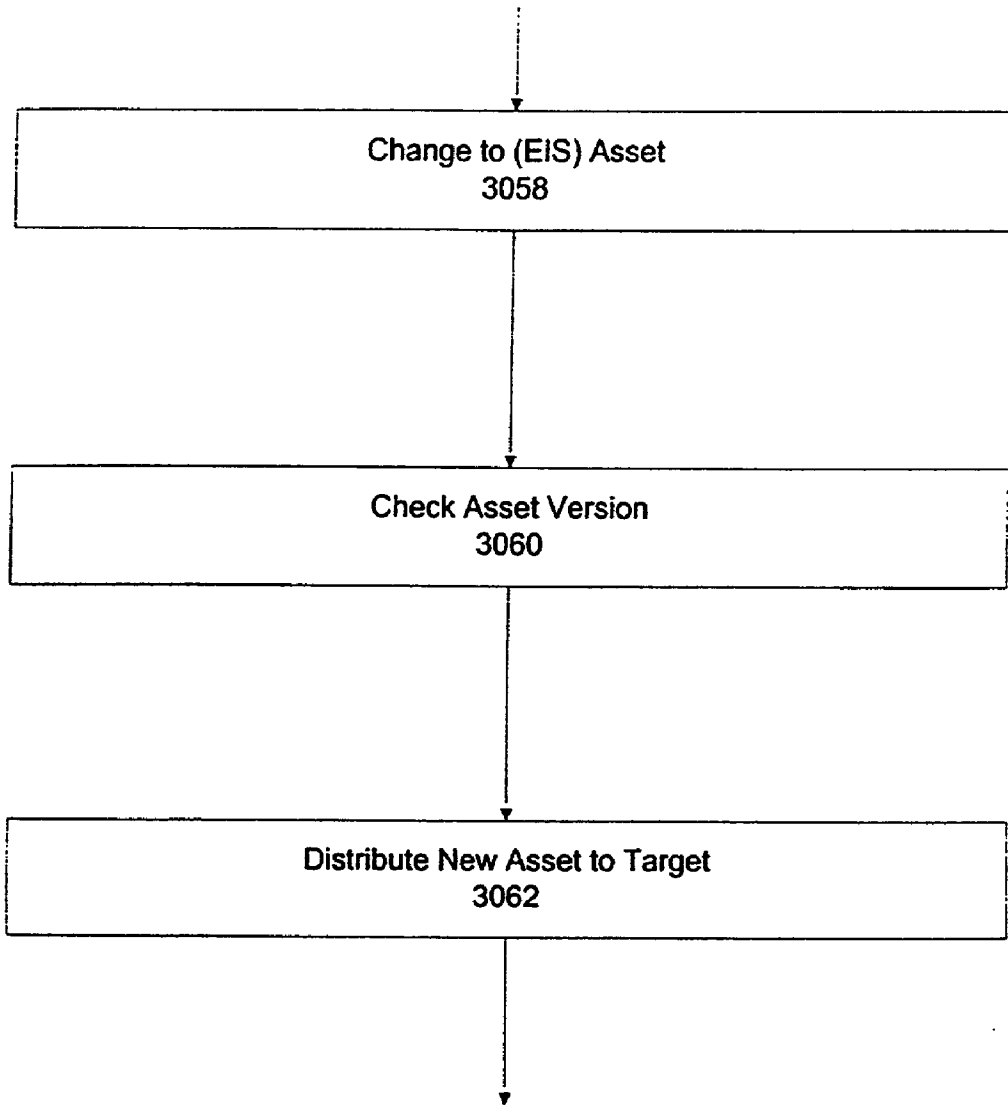 Change to (EIS) Asset
3058
Check Asset Version
3060
Distribute New Asset to Target
3062